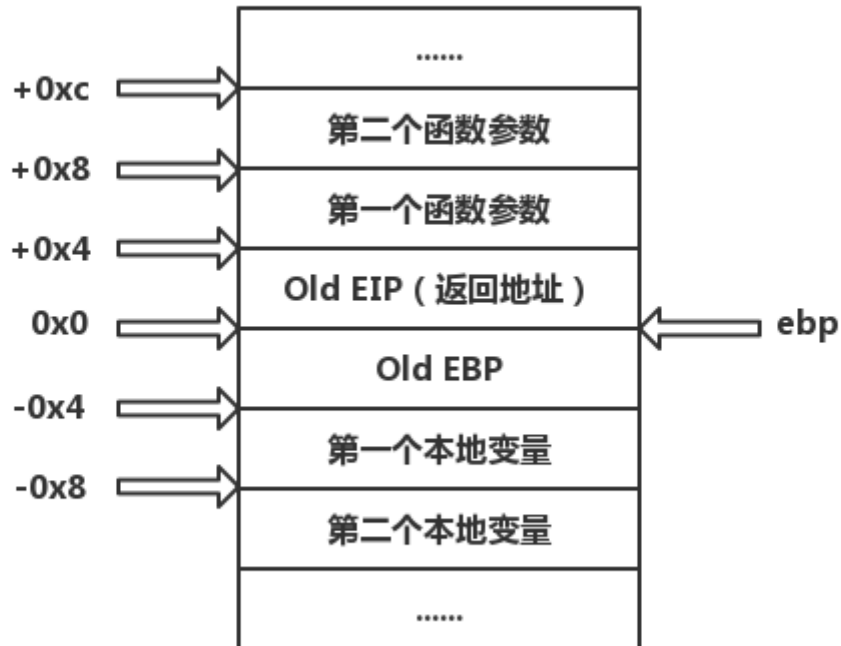 ......
+0xc
第二个函数参数
+0x8
第一个函数参数
+0x4
Old EIP（返回地址）
0x0
ebp
Old EBP
-0x4
第一个本地变量
-0x8
第二个本地变量
......